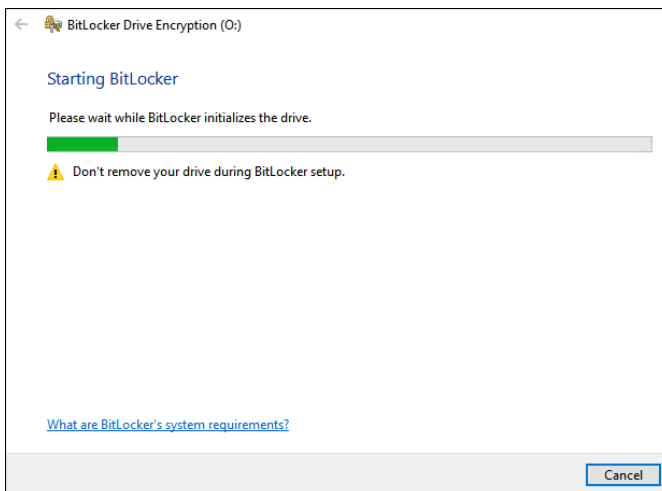 BitLocker Drive Encryption (O:)
Starting BitLocker
Please wait while BitLocker initializes the drive.
Don't remove your drive during BitLocker setup.
What are BitLocker's system requirements?
Cancel